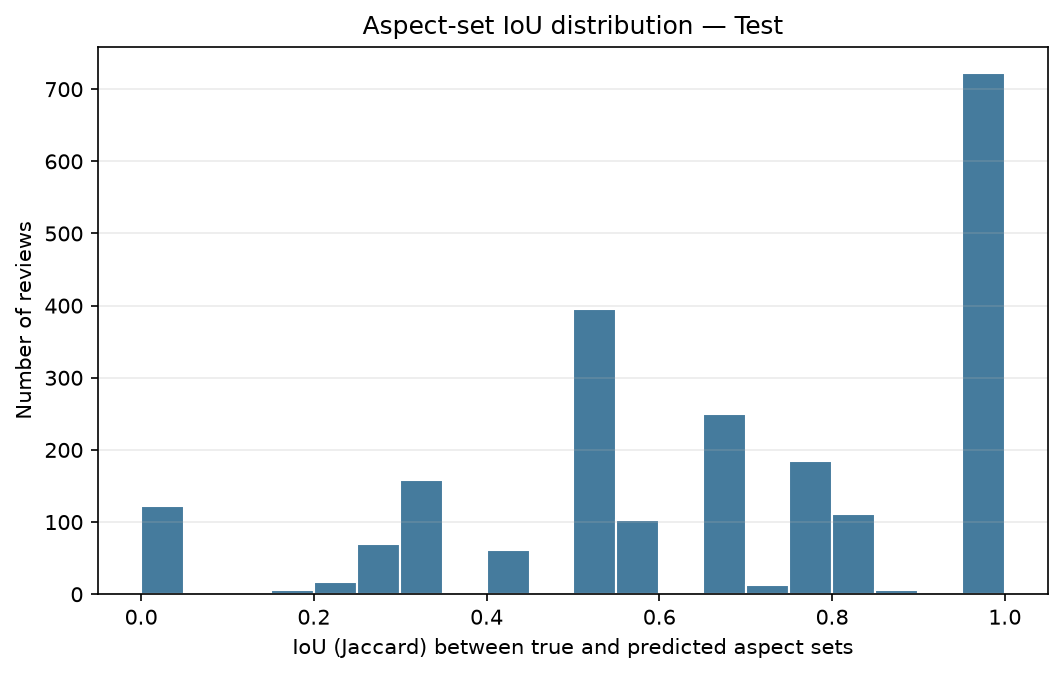 Aspect-set IoU distribution — Test
700
600
500
400
300
200
100
0
Number of reviews
0.0 0.2 0.4 0.6 0.8 1.0
IoU (Jaccard) between true and predicted aspect sets